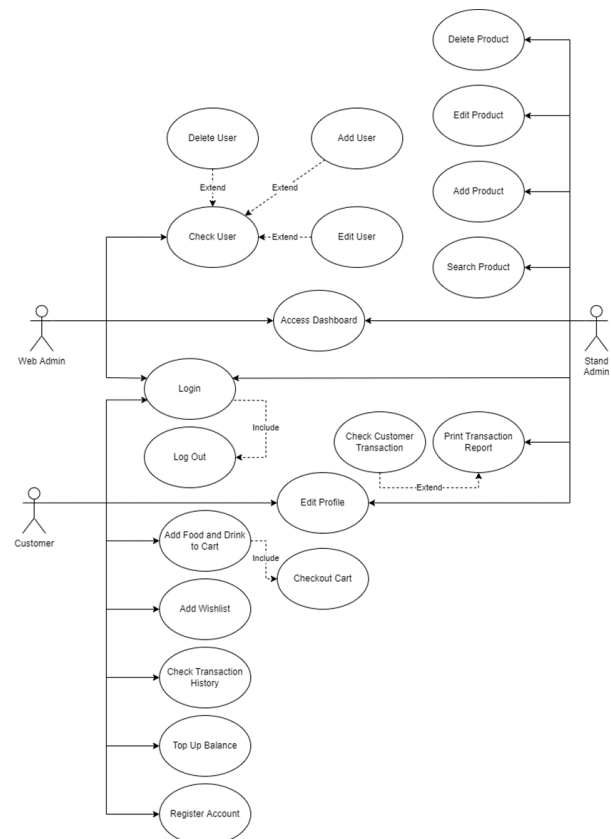 Delete Product
Edit Product
Delete User
Add User
Extend
Extend
Add Product
Check User
Extend
Edit User
Search Product
Access Dashboard
Web Admin
Stand
Admin
Login
Include
Log Out
Check Customer
Transaction
Print Transaction
Report
Extend
Edit Profile
Customer
Add Food and Drink
to Cart
Include
Checkout Cart
Add Wishlist
Check Transaction
History
Top Up Balance
Register Account